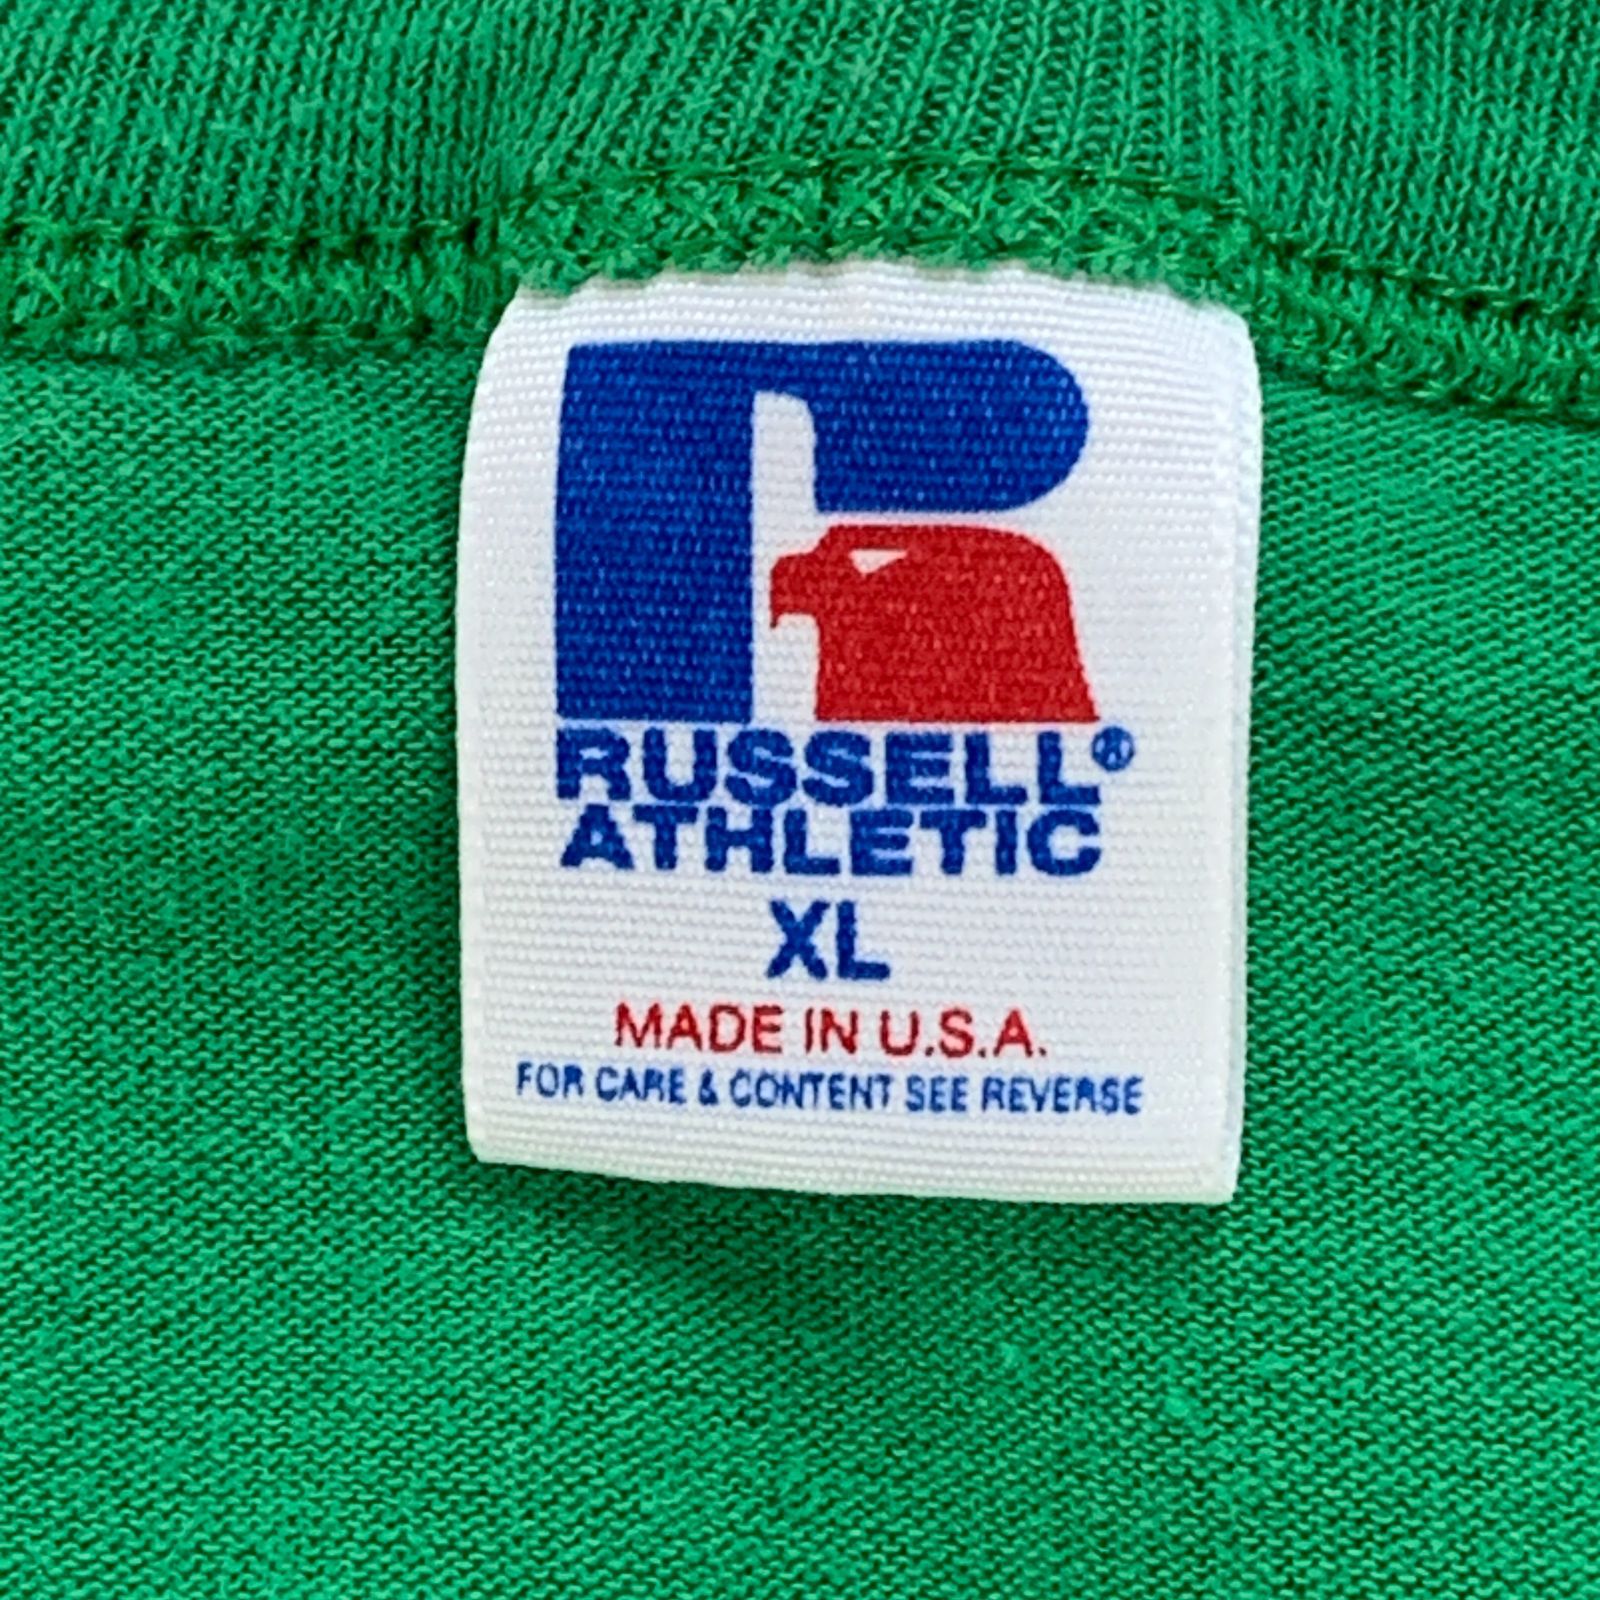 RUSSELL®
ATHLETIC
XL
MADE IN U.S.A.
FOR CARE & CONTENT SEE REVERSE